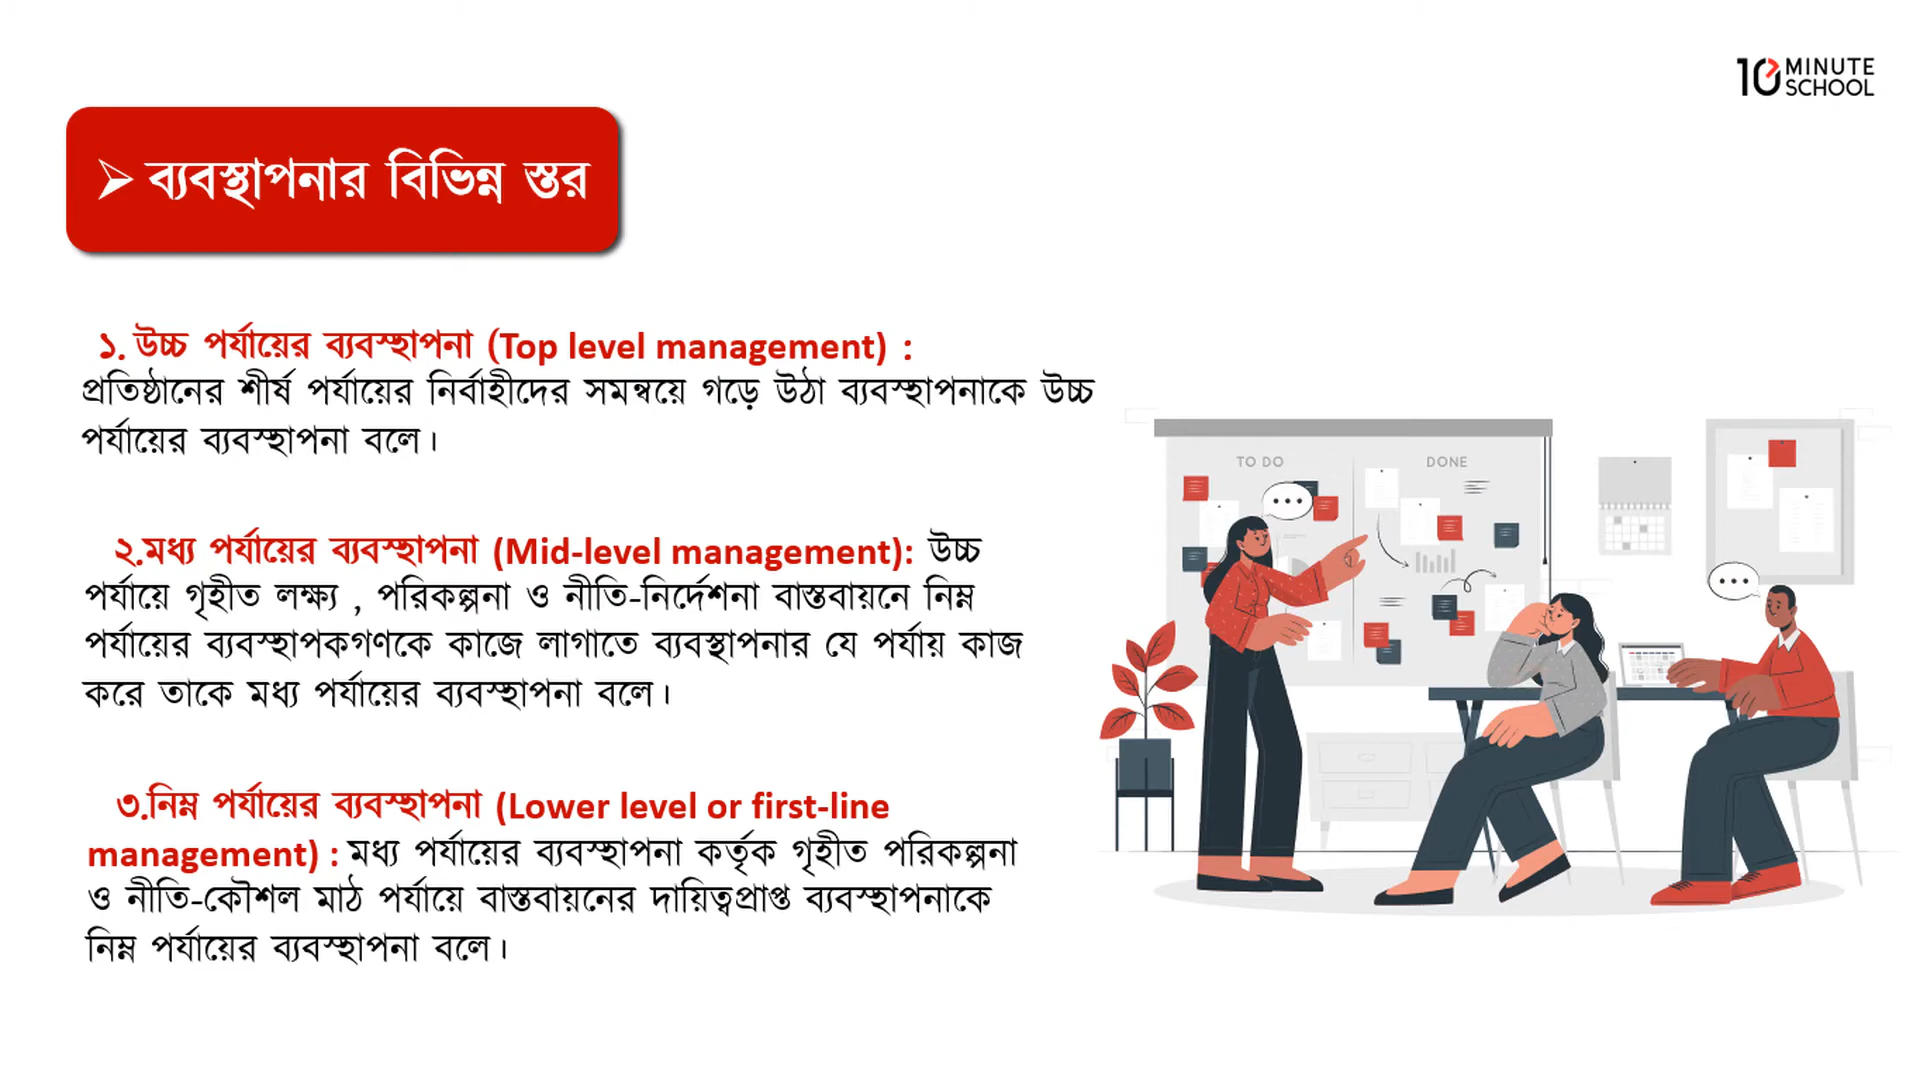 10 MINUTE
SCHOOL
➢ ব্যবস্থাপনার বিভিন্ন স্তর
১. উচ্চ পর্যায়ের ব্যবস্হাপনা (Top level management) :
প্রতিষ্ঠানের শীর্ষ পর্যায়ের নির্বাহীদের সমন্বয়ে গড়ে উঠা ব্যবস্হাপনাকে উচ্চ
পর্যায়ের ব্যবস্হাপনা বলে।
২.মধ্য পর্যায়ের ব্যবস্হাপনা (Mid-level management): উচ্চ
পর্যায়ে গৃহীত লক্ষ্য , পরিকল্পনা ও নীতি-নির্দেশনা বাস্তবায়নে নিম্ন
পর্যায়ের ব্যবস্হাপকগণকে কাজে লাগাতে ব্যবস্থাপনার যে পর্যায় কাজ
করে তাকে মধ্য পর্যায়ের ব্যবস্হাপনা বলে।
৩.নিম্ন পর্যায়ের ব্যবস্হাপনা (Lower level or first-line
management) : মধ্য পর্যায়ের ব্যবস্হাপনা কর্তৃক গৃহীত পরিকল্পনা
ও নীতি-কৌশল মাঠ পর্যায়ে বাস্তবায়নের দায়িত্বপ্রাপ্ত ব্যবস্হাপনাকে
নিম্ন পর্যায়ের ব্যবস্হাপনা বলে।
TO DO
DONE